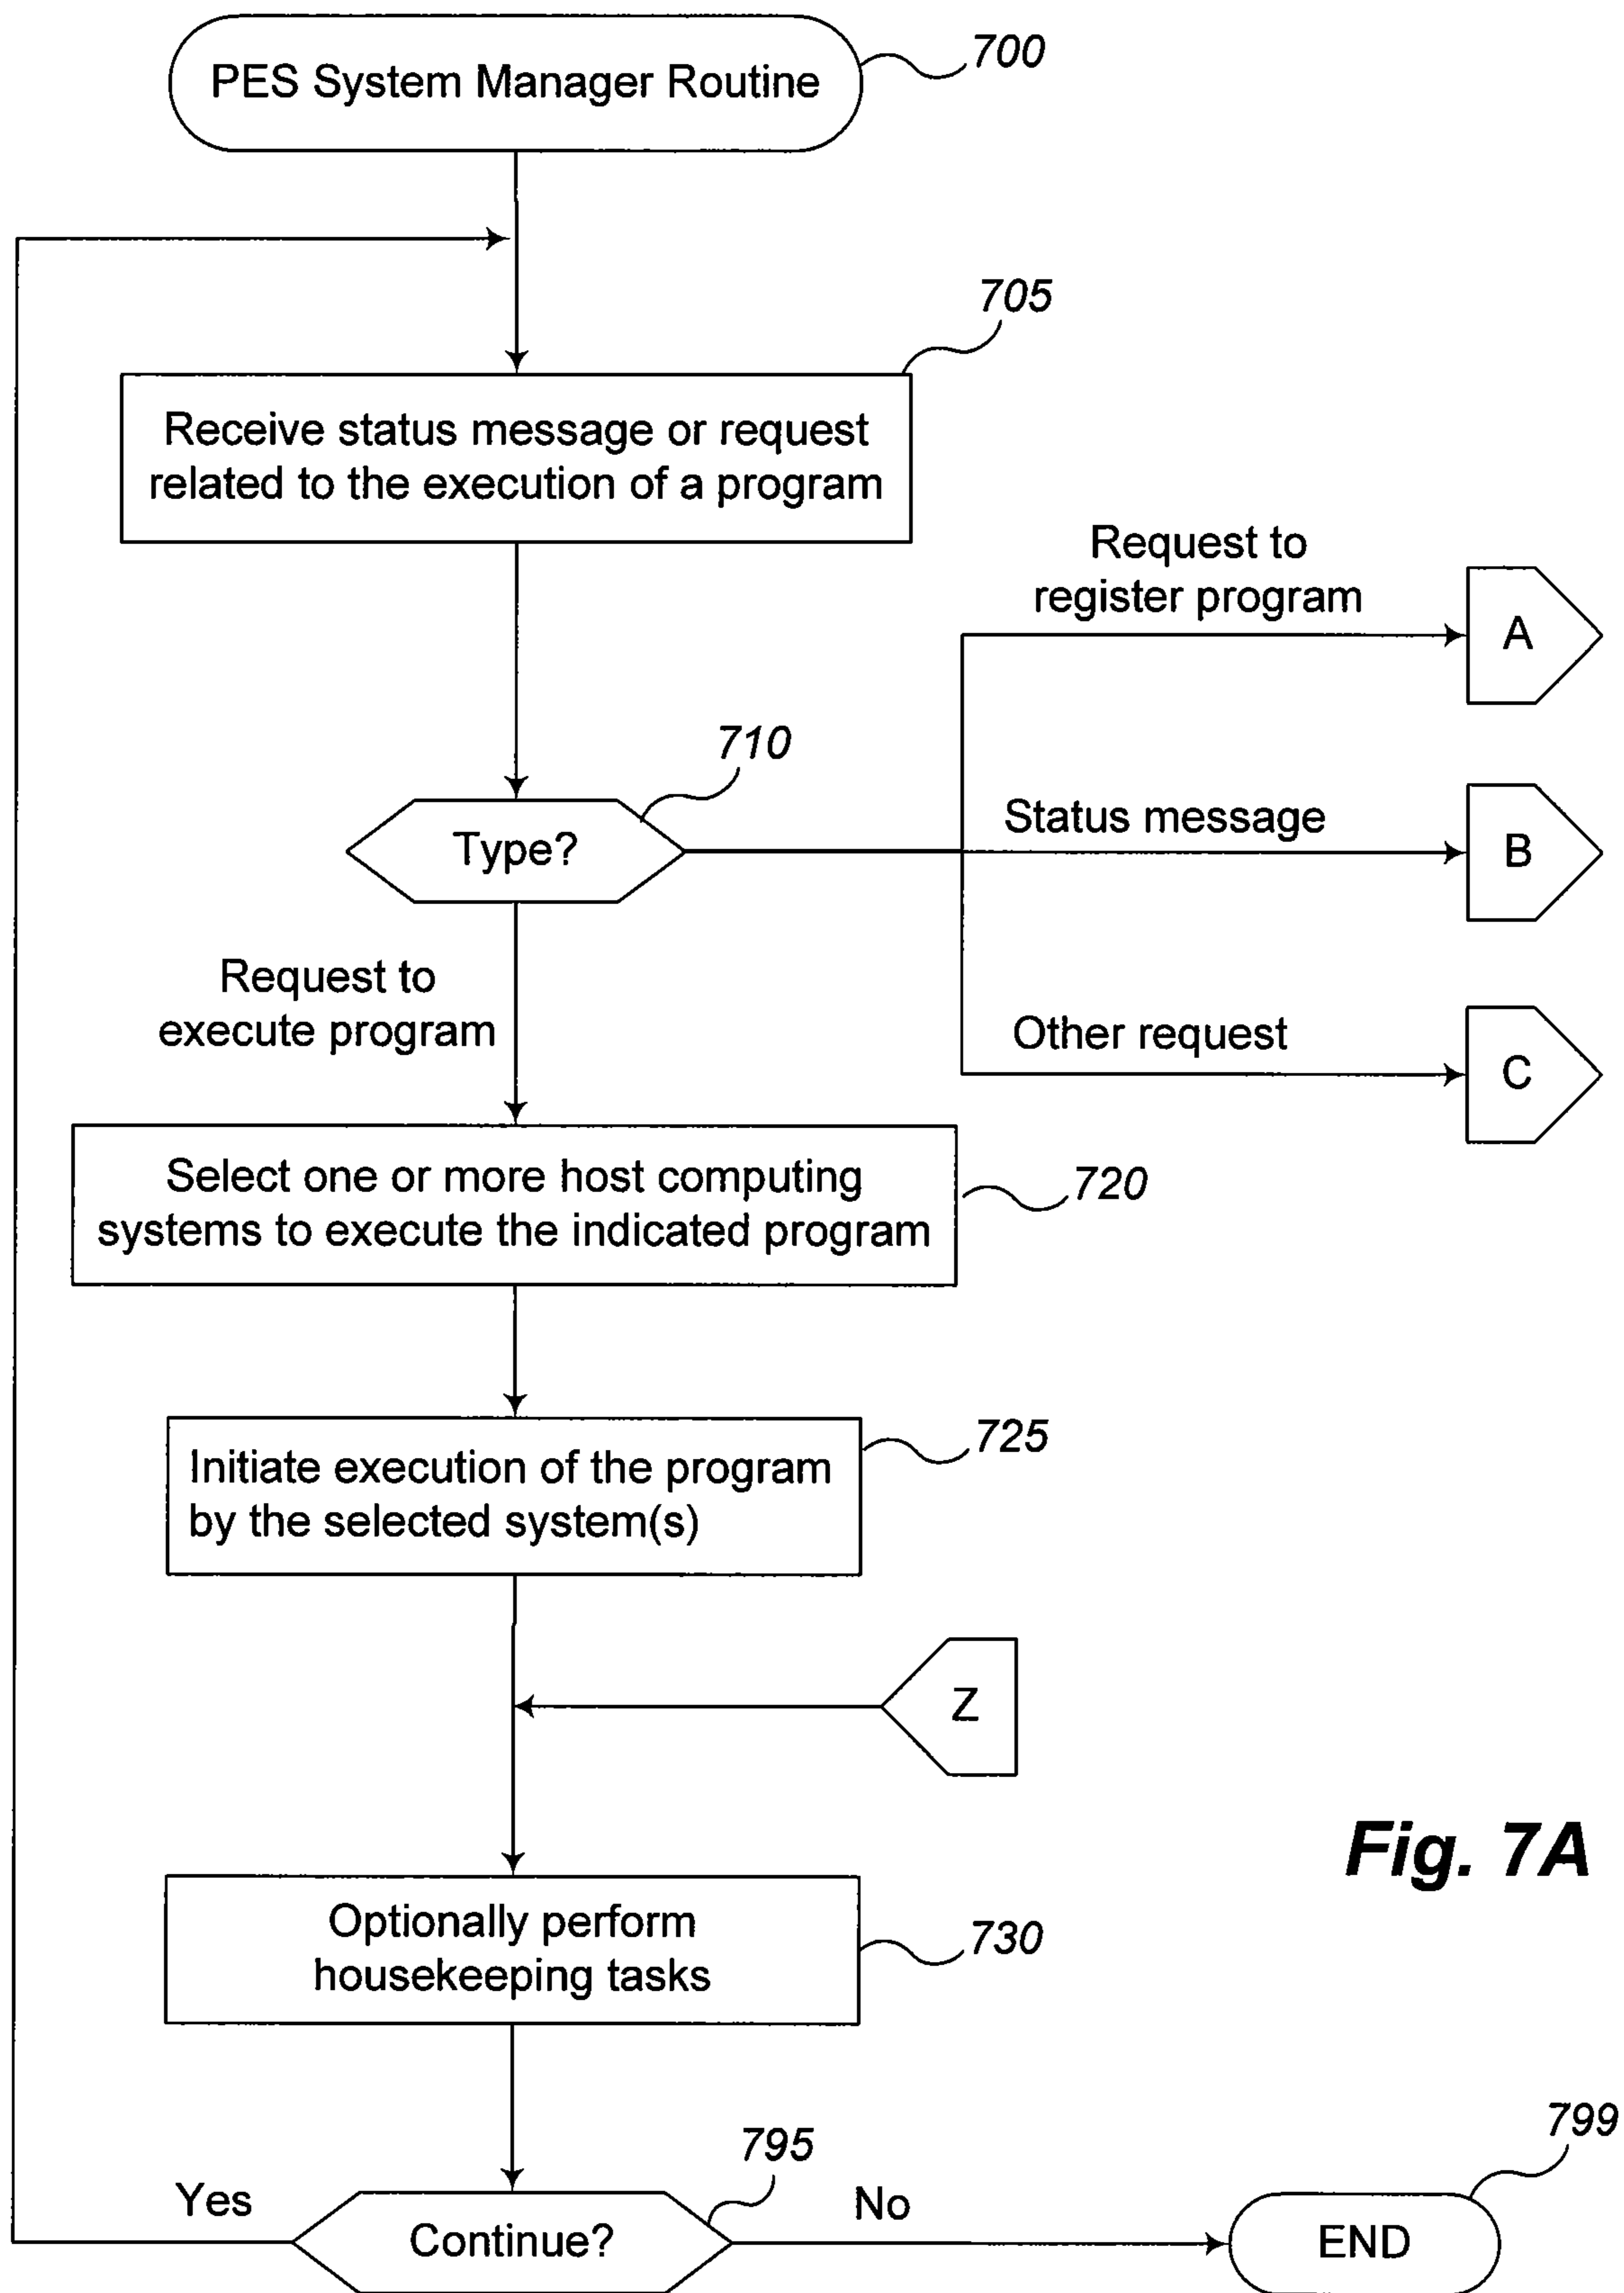 PES System Manager Routine
700
705
Receive status message or request
related to the execution of a program
Request to
register program
A
710
Type?
Status message
B
Request to
execute program
Other request
C
Select one or more host computing
systems to execute the indicated program
720
Initiate execution of the program
by the selected system(s)
725
Z
Fig. 7A
Optionally perform
housekeeping tasks
730
795
799
Yes
Continue?
No
END